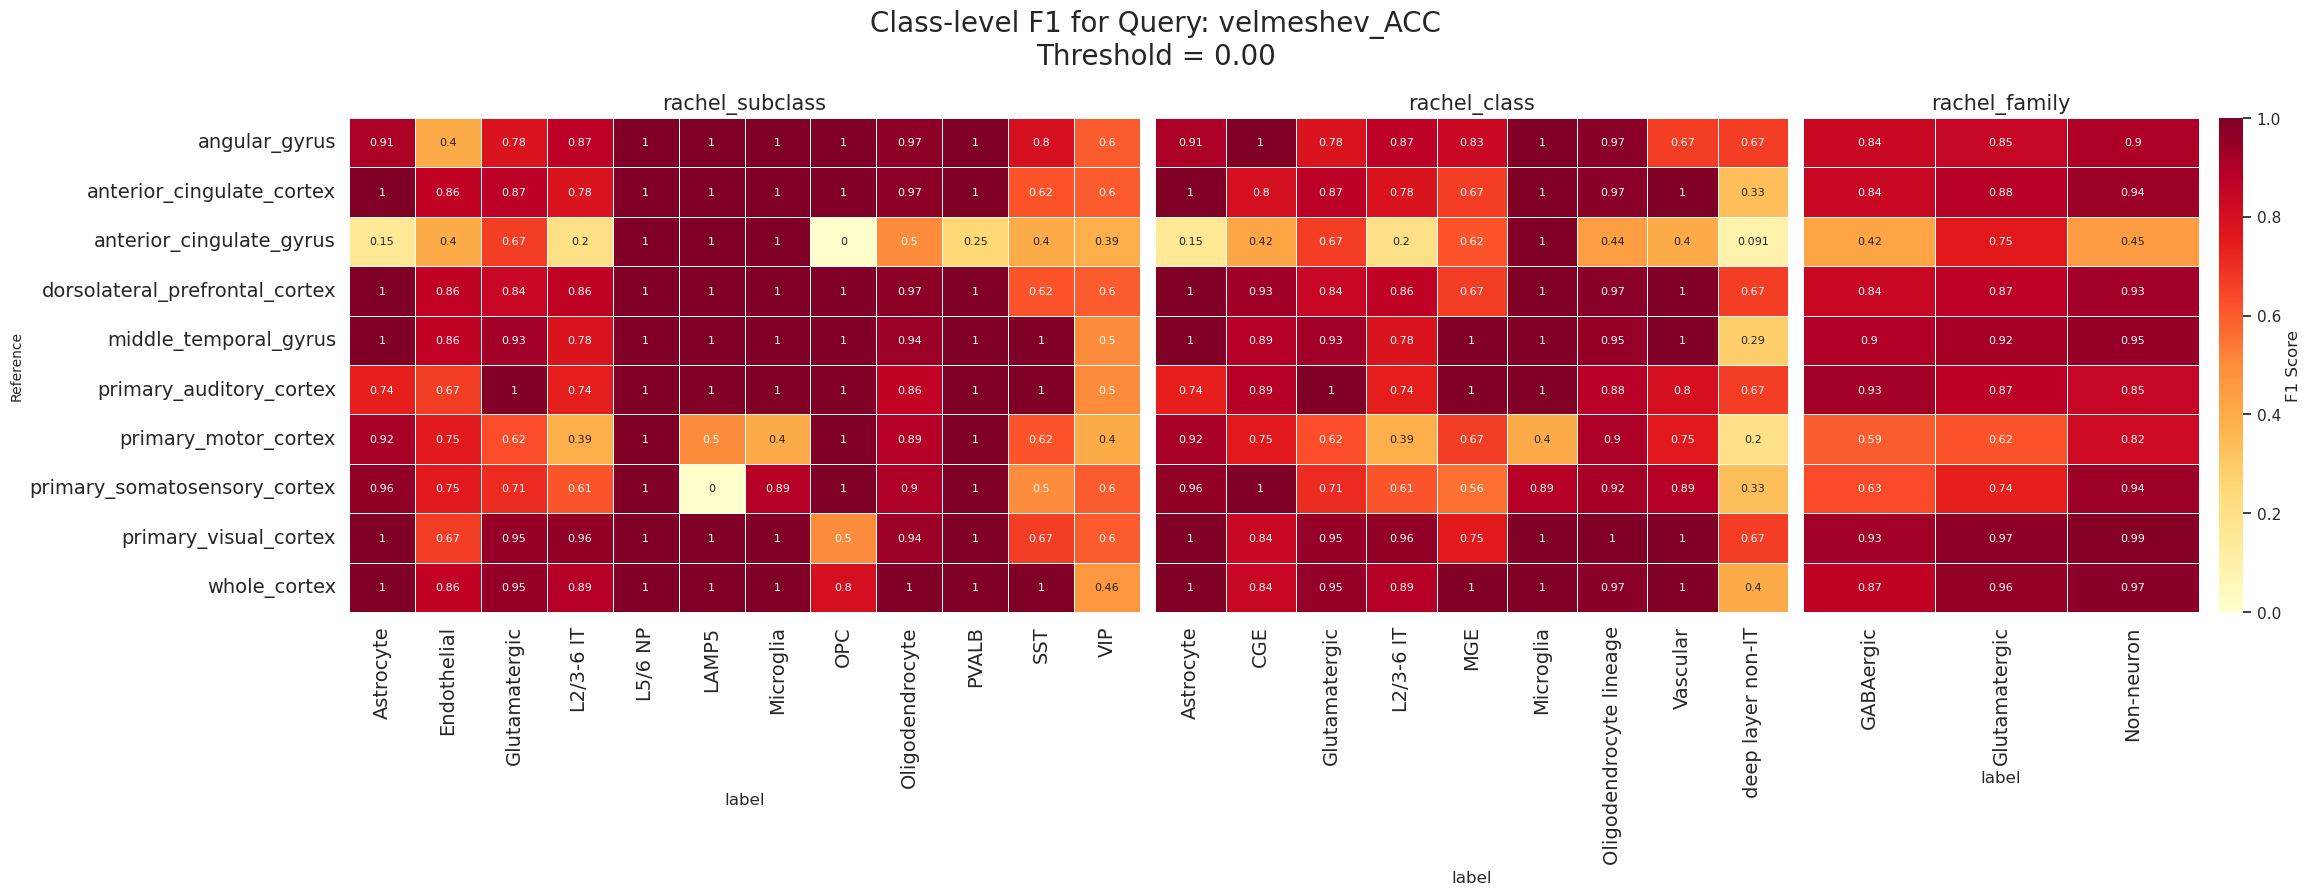 Class-level F1 for Query: velmeshev_ACC
Threshold = 0.00
rachel_subclass
rachel_class
rachel_family
Reference
angular_gyrus 0.91 0.4 0.78 0.87 1 1 1 1 0.97 1 0.8 0.6 0.91 1 0.78 0.87 0.83 1 0.97 0.67 0.67 0.84 0.85 0.9
anterior_cingulate_cortex 1 0.86 0.87 0.78 1 1 1 1 0.97 1 0.62 0.6 1 0.8 0.87 0.78 0.67 1 0.97 1 0.33 0.84 0.88 0.94
anterior_cingulate_gyrus 0.15 0.4 0.67 0.2 1 1 1 0 0.5 0.25 0.4 0.39 0.15 0.42 0.67 0.2 0.62 1 0.44 0.4 0.091 0.42 0.75 0.45
dorsolateral_prefrontal_cortex 1 0.86 0.84 0.86 1 1 1 1 0.97 1 0.62 0.6 1 0.93 0.84 0.86 0.67 1 0.97 1 0.67 0.84 0.87 0.93
middle_temporal_gyrus 1 0.86 0.93 0.78 1 1 1 1 0.94 1 1 0.5 1 0.89 0.93 0.78 1 1 0.95 1 0.29 0.9 0.92 0.95
primary_auditory_cortex 0.74 0.67 1 0.74 1 1 1 1 0.86 1 1 0.5 0.74 0.89 1 0.74 1 1 0.88 0.8 0.67 0.93 0.87 0.85
primary_motor_cortex 0.92 0.75 0.62 0.39 1 0.5 0.4 1 0.89 1 0.62 0.4 0.92 0.75 0.62 0.39 0.67 0.4 0.9 0.75 0.2 0.59 0.62 0.82
primary_somatosensory_cortex 0.96 0.75 0.71 0.61 1 0 0.89 1 0.9 1 0.5 0.6 0.96 1 0.71 0.61 0.56 0.89 0.92 0.89 0.33 0.63 0.74 0.94
primary_visual_cortex 1 0.67 0.95 0.96 1 1 1 0.5 0.94 1 0.67 0.6 1 0.84 0.95 0.96 0.75 1 1 1 0.67 0.93 0.97 0.99
whole_cortex 1 0.86 0.95 0.89 1 1 1 0.8 1 1 1 0.46 1 0.84 0.95 0.89 1 1 0.97 1 0.4 0.87 0.96 0.97
Astrocyte
Endothelial
Glutamatergic
L2/3-6 IT
L5/6 NP
LAMP5
Microglia
OPC
Oligodendrocyte
PVALB
SST
VIP
label
Astrocyte
CGE
Glutamatergic
L2/3-6 IT
MGE
Microglia
Oligodendrocyte lineage
Vascular
deep layer non-IT
label
GABAergic
Glutamatergic
Non-neuron
label
1.0
0.8
0.6
0.4
0.2
0.0
F1 Score